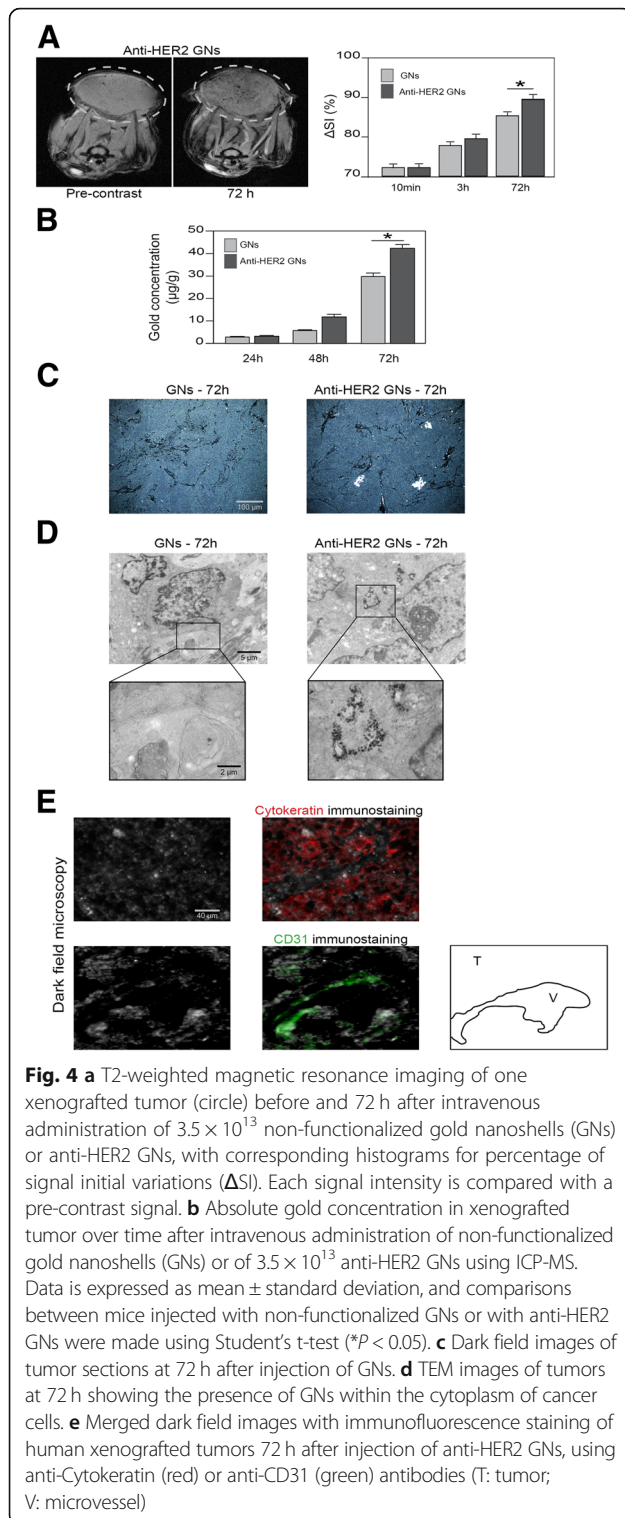 A
Anti-HER2 GNs
Pre-contrast
72 h
ΔSI (%)
100
90
80
70
GNs
Anti-HER2 GNs
*
10min
3h
72h
B
Gold concentration
(µg/g)
50
40
30
10
0
GNs
Anti-HER2 GNs
*
24h
48h
72h
C
GNs - 72h
Anti-HER2 GNs - 72h
100 µm
D
GNs - 72h
Anti-HER2 GNs - 72h
5 µm
2 µm
E
Dark field microscopy
Cytokeratin immunostaining
40 µm
CD31 immunostaining
T
V
Fig. 4 a T2-weighted magnetic resonance imaging of one
xenografted tumor (circle) before and 72 h after intravenous
administration of 3.5 × 10¹³ non-functionalized gold nanoshells (GNs)
or anti-HER2 GNs, with corresponding histograms for percentage of
signal initial variations (ΔSI). Each signal intensity is compared with a
pre-contrast signal. b Absolute gold concentration in xenografted
tumor over time after intravenous administration of non-functionalized
gold nanoshells (GNs) or of 3.5 × 10¹³ anti-HER2 GNs using ICP-MS.
Data is expressed as mean ± standard deviation, and comparisons
between mice injected with non-functionalized GNs or with anti-HER2
GNs were made using Student's t-test (*P < 0.05). c Dark field images of
tumor sections at 72 h after injection of GNs. d TEM images of tumors
at 72 h showing the presence of GNs within the cytoplasm of cancer
cells. e Merged dark field images with immunofluorescence staining of
human xenografted tumors 72 h after injection of anti-HER2 GNs, using
anti-Cytokeratin (red) or anti-CD31 (green) antibodies (T: tumor;
V: microvessel)